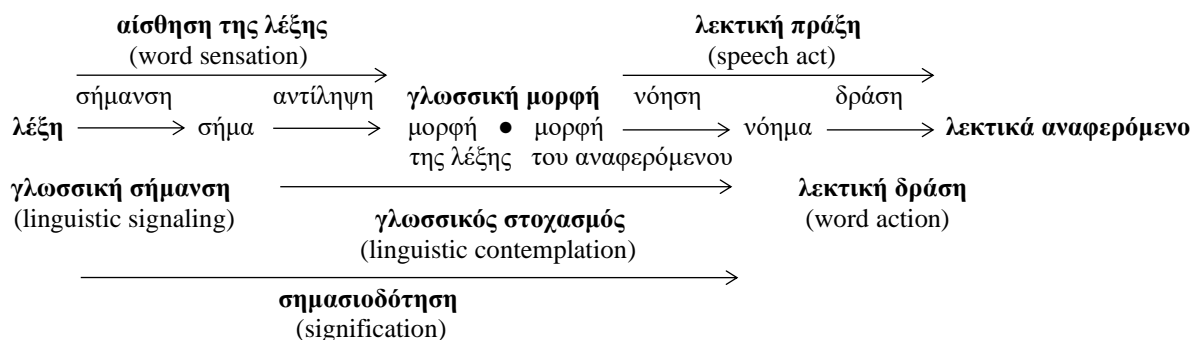 αίσθηση της λέξης λεκτική πράξη
(word sensation) (speech act)
σήμανση αντίληψη γλωσσική μορφή νόηση δράση
λέξη σήμα μορφή ● μορφή νόημα λεκτικά αναφερόμενο
της λέξης του αναφερόμενου
γλωσσική σήμανση λεκτική δράση
(linguistic signaling) γλωσσικός στοχασμός (word action)
(linguistic contemplation)
σημασιοδότηση
(signification)